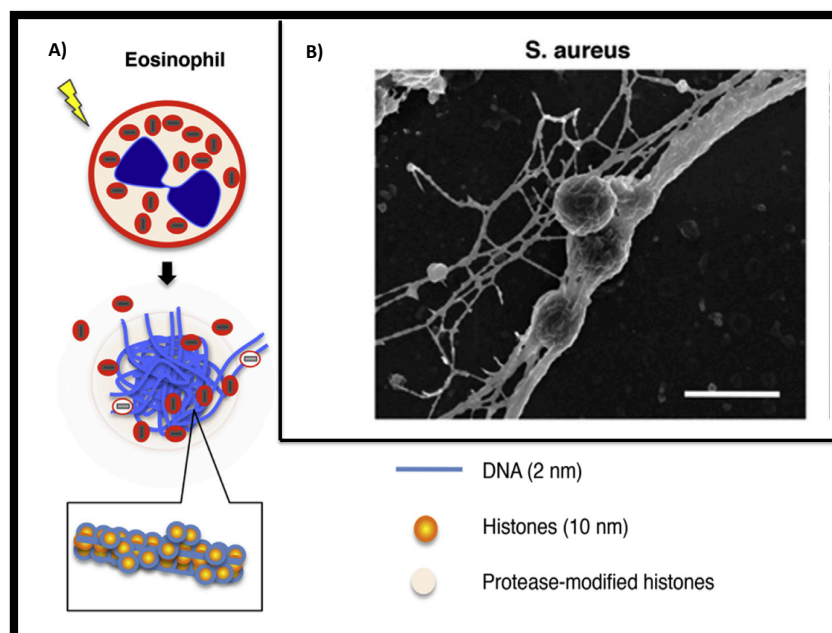 A)
Eosinophil
B)
S. aureus
DNA (2 nm)
Histones (10 nm)
Protease-modified histones